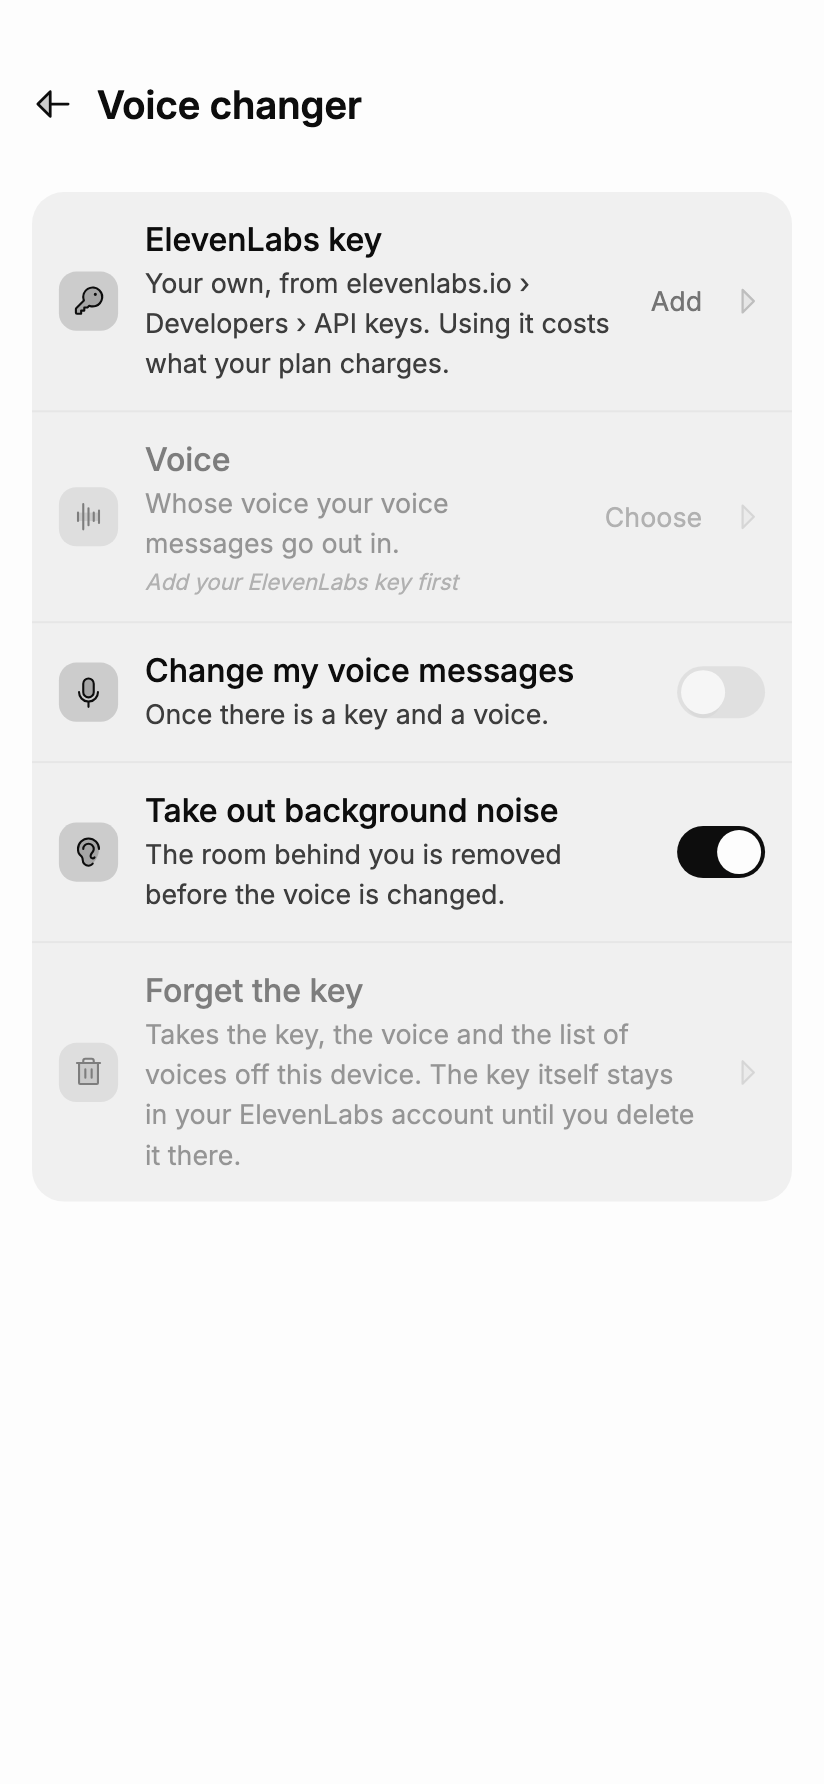 Voice changer
ElevenLabs key
Your own, from elevenlabs.io ›
Developers › API keys. Using it costs
what your plan charges.
Add
Voice
Whose voice your voice
messages go out in.
Add your ElevenLabs key first
Choose
Change my voice messages
Once there is a key and a voice.
Take out background noise
The room behind you is removed
before the voice is changed.
Forget the key
Takes the key, the voice and the list of
voices off this device. The key itself stays
in your ElevenLabs account until you delete
it there.